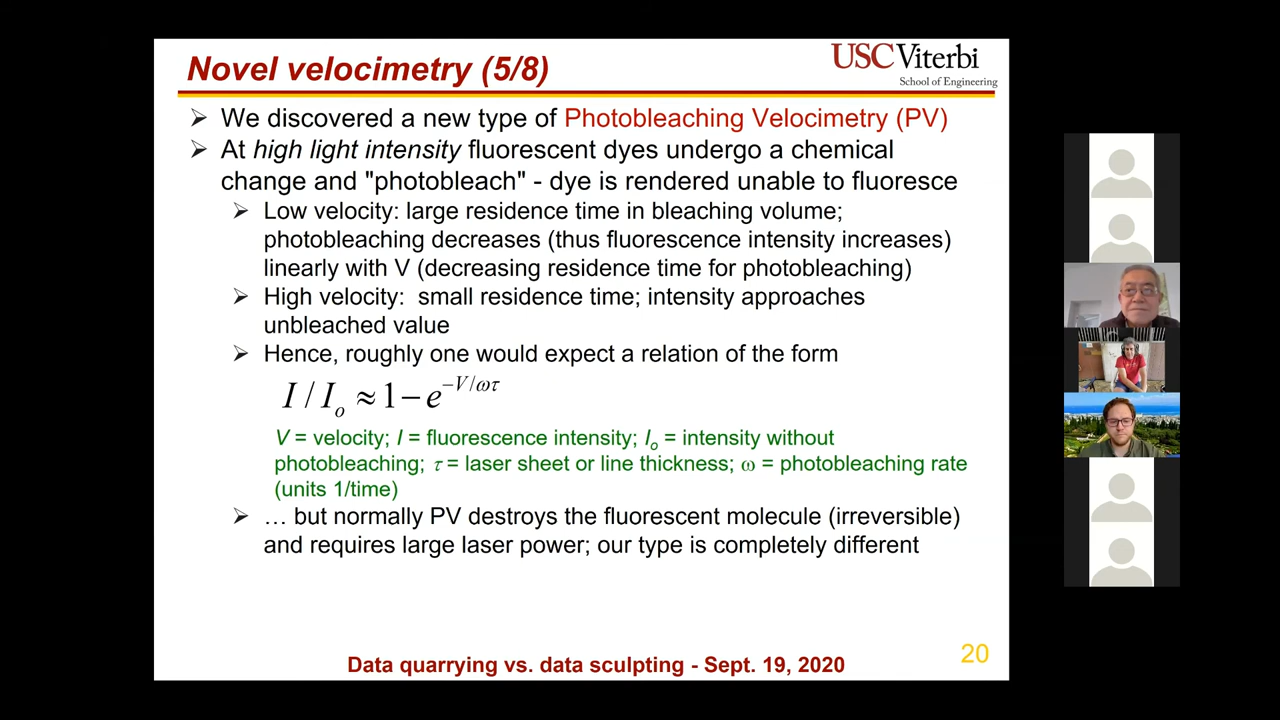 Novel velocimetry (5/8)
USC Viterbi
School of Engineering
➢ We discovered a new type of Photobleaching Velocimetry (PV)
➢ At high light intensity fluorescent dyes undergo a chemical
change and "photobleach" - dye is rendered unable to fluoresce
➢ Low velocity: large residence time in bleaching volume;
photobleaching decreases (thus fluorescence intensity increases)
linearly with V (decreasing residence time for photobleaching)
➢ High velocity: small residence time; intensity approaches
unbleached value
➢ Hence, roughly one would expect a relation of the form
I / I_o ≈ 1 − e^{−V/ωτ}
V = velocity; I = fluorescence intensity; I_o = intensity without
photobleaching; τ = laser sheet or line thickness; ω = photobleaching rate
(units 1/time)
➢ … but normally PV destroys the fluorescent molecule (irreversible)
and requires large laser power; our type is completely different
20
Data quarrying vs. data sculpting - Sept. 19, 2020